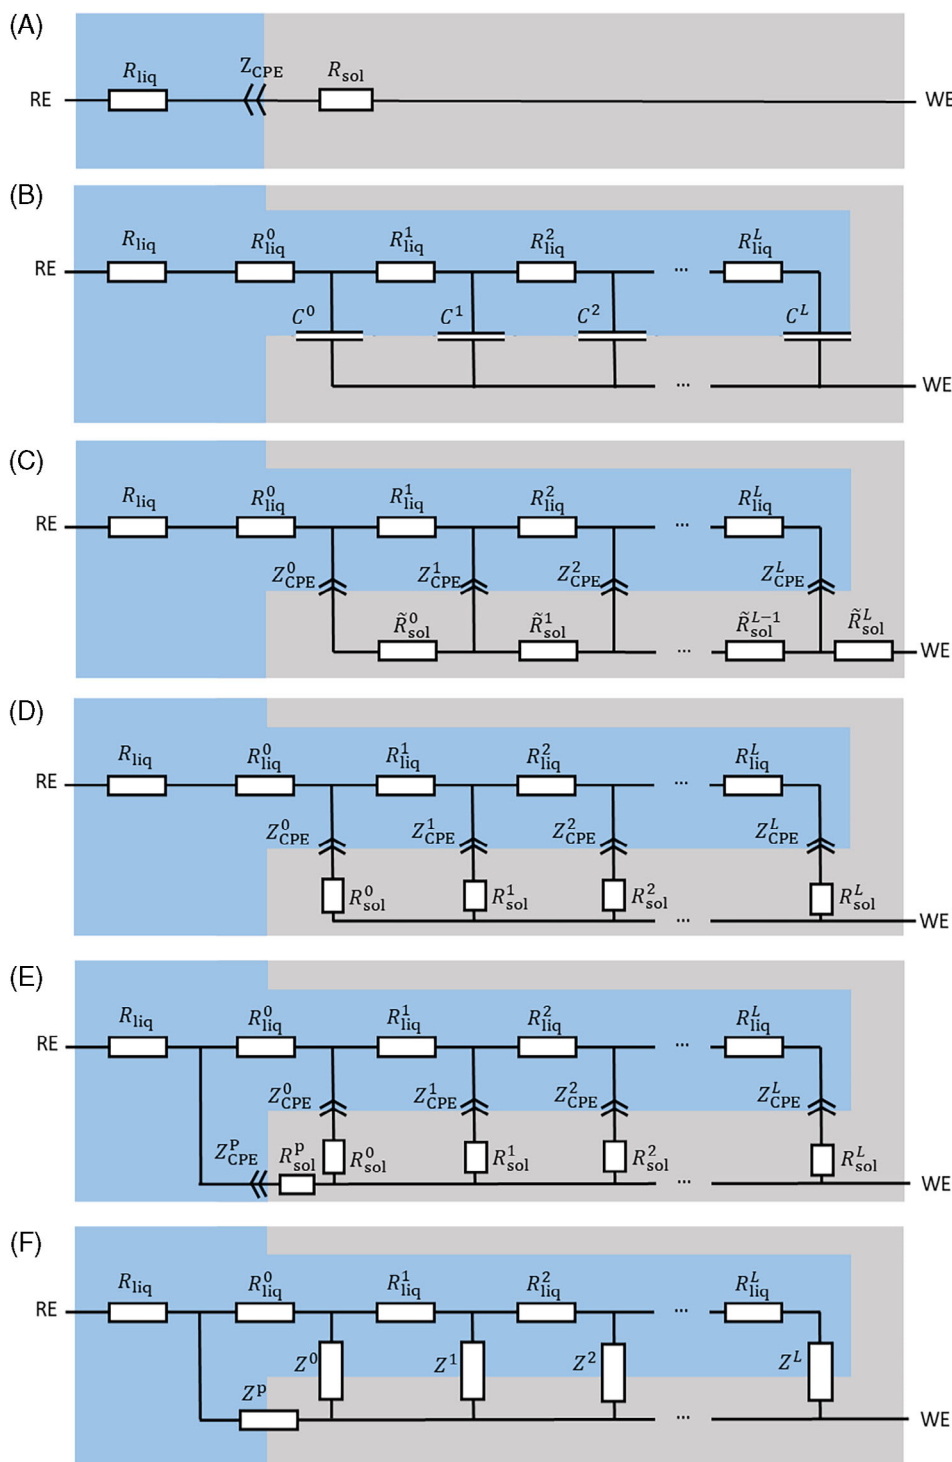 (A)
R_liq Z_CPE R_sol
RE WE
(B)
R_liq R^0_liq R^1_liq R^2_liq R^L_liq
RE ...
C^0 C^1 C^2 C^L
... WE
(C)
R_liq R^0_liq R^1_liq R^2_liq R^L_liq
RE ...
Z^0_CPE Z^1_CPE Z^2_CPE Z^L_CPE
R̃^0_sol R̃^1_sol R̃^{L-1}_sol R̃^L_sol
... WE
(D)
R_liq R^0_liq R^1_liq R^2_liq R^L_liq
RE ...
Z^0_CPE Z^1_CPE Z^2_CPE Z^L_CPE
R^0_sol R^1_sol R^2_sol R^L_sol
... WE
(E)
R_liq R^0_liq R^1_liq R^2_liq R^L_liq
RE ...
Z^0_CPE Z^1_CPE Z^2_CPE Z^L_CPE
Z^P_CPE R^p_sol R^0_sol R^1_sol R^2_sol R^L_sol
... WE
(F)
R_liq R^0_liq R^1_liq R^2_liq R^L_liq
RE ...
Z^0 Z^1 Z^2 Z^L
Z^p
... WE